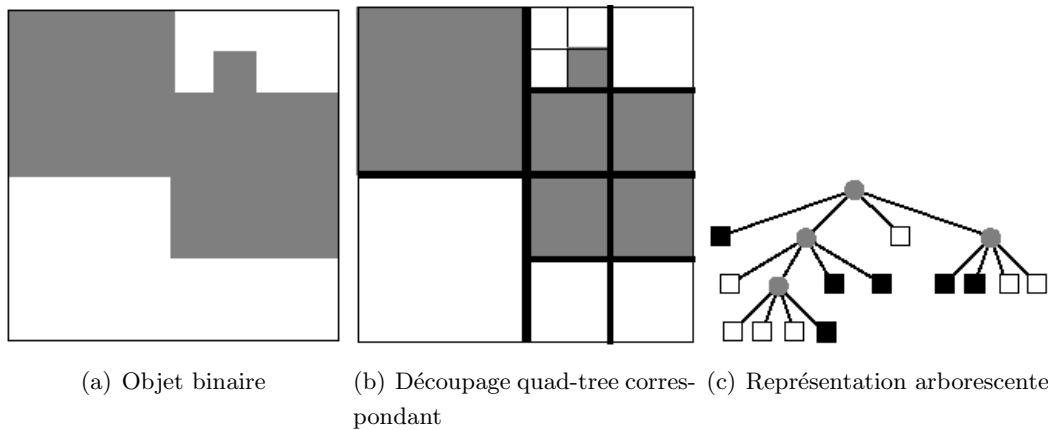 (a) Objet binaire
(b) Découpage quad-tree corres-
pondant
(c) Représentation arborescente